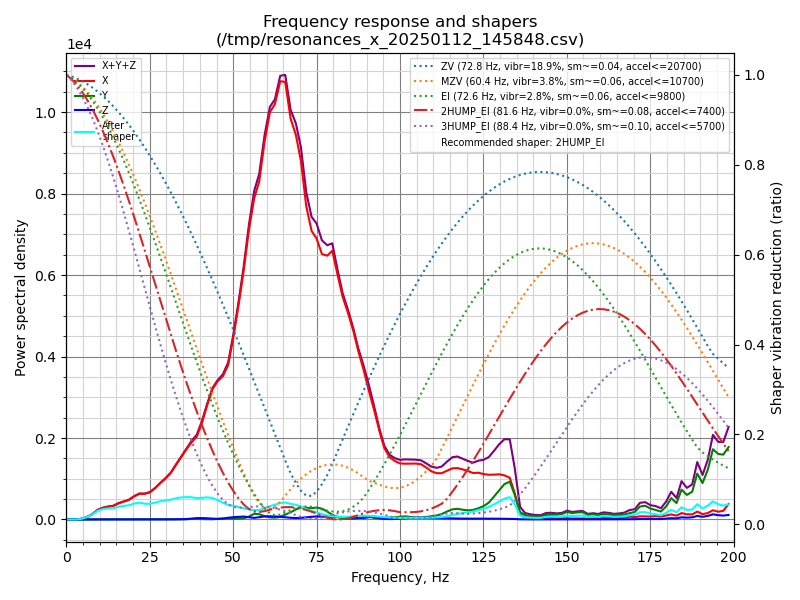 Frequency response and shapers
(/tmp/resonances_x_20250112_145848.csv)
1e4
X+Y+Z
X
Y
Z
After
shaper
ZV (72.8 Hz, vibr=18.9%, sm~=0.04, accel<=20700)
MZV (60.4 Hz, vibr=3.8%, sm~=0.06, accel<=10700)
EI (72.6 Hz, vibr=2.8%, sm~=0.06, accel<=9800)
2HUMP_EI (81.6 Hz, vibr=0.0%, sm~=0.08, accel<=7400)
3HUMP_EI (88.4 Hz, vibr=0.0%, sm~=0.10, accel<=5700)
Recommended shaper: 2HUMP_EI
Power spectral density
1.0
0.8
0.6
0.4
0.2
0.0
1.0
0.8
0.6
0.4
0.2
0.0
Shaper vibration reduction (ratio)
0 25 50 75 100 125 150 175 200
Frequency, Hz